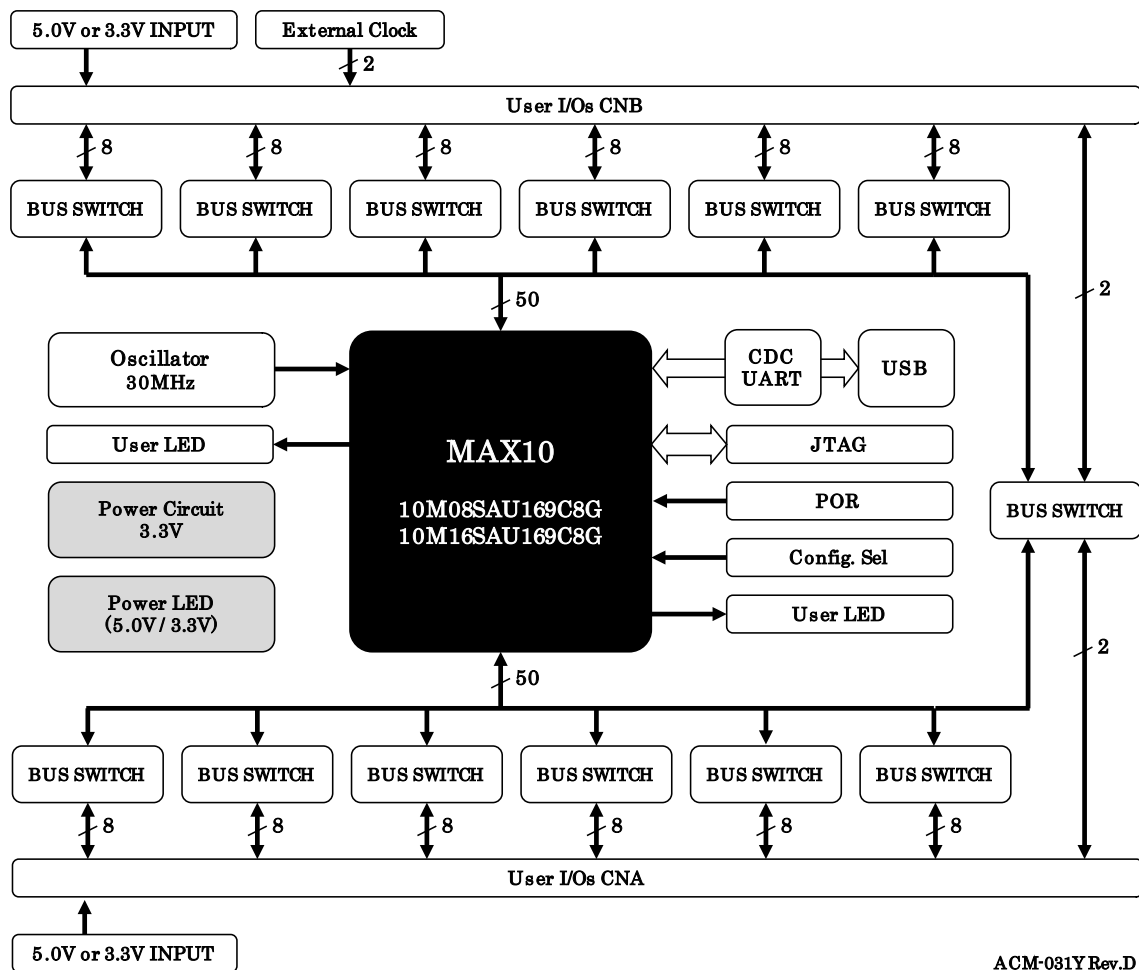 5.0V or 3.3V INPUT
External Clock
2
User I/Os CNB
8
8
8
8
8
8
BUS SWITCH
BUS SWITCH
BUS SWITCH
BUS SWITCH
BUS SWITCH
BUS SWITCH
50
2
Oscillator
30MHz
CDC
UART
USB
User LED
MAX10
JTAG
Power Circuit
3.3V
10M08SAU169C8G
10M16SAU169C8G
POR
BUS SWITCH
Config. Sel
Power LED
(5.0V / 3.3V)
User LED
2
50
BUS SWITCH
BUS SWITCH
BUS SWITCH
BUS SWITCH
BUS SWITCH
BUS SWITCH
8
8
8
8
8
8
User I/Os CNA
5.0V or 3.3V INPUT
ACM-031Y Rev.D